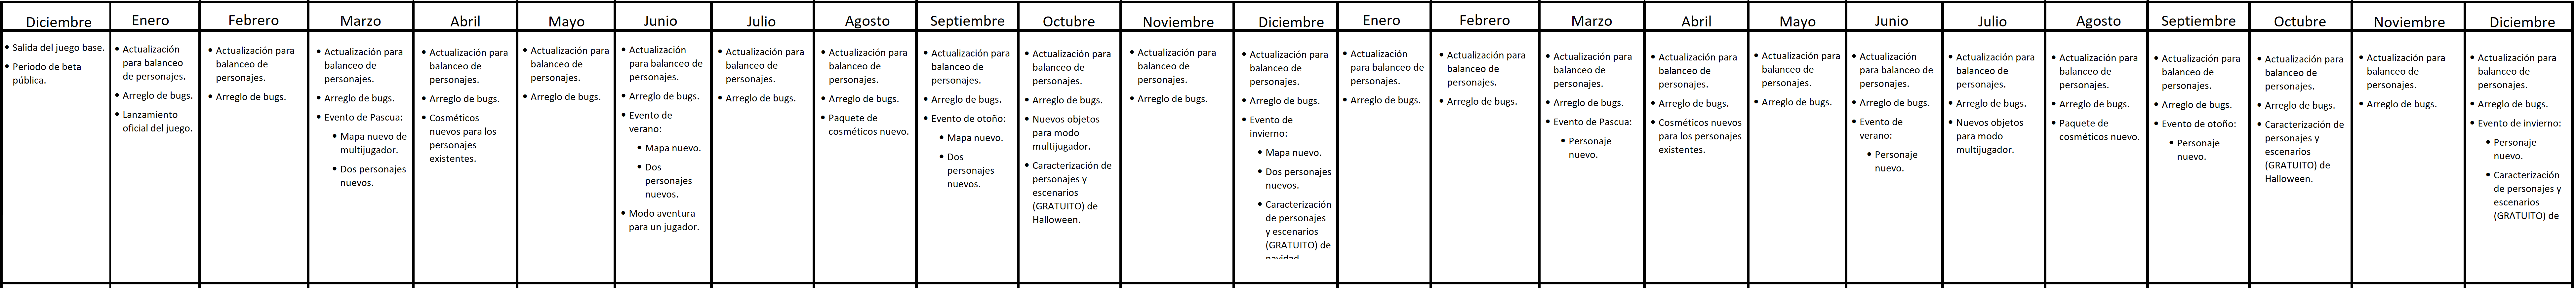 Diciembre
• Salida del juego base.
• Periodo de beta
pública.
Enero
• Actualización
para balanceo
de personajes.
• Arreglo de bugs.
• Lanzamiento
oficial del juego.
Febrero
• Actualización para
balanceo de
personajes.
• Arreglo de bugs.
Marzo
• Actualización para
balanceo de
personajes.
• Arreglo de bugs.
• Evento de Pascua:
• Mapa nuevo de
multijugador.
• Dos personajes
nuevos.
Abril
• Actualización para
balanceo de
personajes.
• Arreglo de bugs.
• Cosméticos
nuevos para los
personajes
existentes.
Mayo
• Actualización para
balanceo de
personajes.
• Arreglo de bugs.
Junio
• Actualización
para balanceo de
personajes.
• Arreglo de bugs.
• Evento de
verano:
• Mapa nuevo.
• Dos
personajes
nuevos.
• Modo aventura
para un jugador.
Julio
• Actualización para
balanceo de
personajes.
• Arreglo de bugs.
Agosto
• Actualización para
balanceo de
personajes.
• Arreglo de bugs.
• Paquete de
cosméticos nuevo.
Septiembre
• Actualización para
balanceo de
personajes.
• Arreglo de bugs.
• Evento de otoño:
• Mapa nuevo.
• Dos
personajes
nuevos.
Octubre
• Actualización para
balanceo de
personajes.
• Arreglo de bugs.
• Nuevos objetos
para modo
multijugador.
• Caracterización de
personajes y
escenarios
(GRATUITO) de
Halloween.
Noviembre
• Actualización para
balanceo de
personajes.
• Arreglo de bugs.
Diciembre
• Actualización para
balanceo de
personajes.
• Arreglo de bugs.
• Evento de
invierno:
• Mapa nuevo.
• Dos personajes
nuevos.
• Caracterización
de personajes
y escenarios
(GRATUITO) de
navidad
Enero
• Actualización
para balanceo de
personajes.
• Arreglo de bugs.
Febrero
• Actualización para
balanceo de
personajes.
• Arreglo de bugs.
Marzo
• Actualización para
balanceo de
personajes.
• Arreglo de bugs.
• Evento de Pascua:
• Personaje
nuevo.
Abril
• Actualización para
balanceo de
personajes.
• Arreglo de bugs.
• Cosméticos nuevos
para los personajes
existentes.
Mayo
• Actualización para
balanceo de
personajes.
• Arreglo de bugs.
Junio
• Actualización
para balanceo de
personajes.
• Arreglo de bugs.
• Evento de
verano:
• Personaje
nuevo.
Julio
• Actualización para
balanceo de
personajes.
• Arreglo de bugs.
• Nuevos objetos
para modo
multijugador.
Agosto
• Actualización para
balanceo de
personajes.
• Arreglo de bugs.
• Paquete de
cosméticos nuevo.
Septiembre
• Actualización para
balanceo de
personajes.
• Arreglo de bugs.
• Evento de otoño:
• Personaje
nuevo.
Octubre
• Actualización para
balanceo de
personajes.
• Arreglo de bugs.
• Caracterización de
personajes y
escenarios
(GRATUITO) de
Halloween.
Noviembre
• Actualización para
balanceo de
personajes.
• Arreglo de bugs.
Diciembre
• Actualización para
balanceo de
personajes.
• Arreglo de bugs.
• Evento de invierno:
• Personaje
nuevo.
• Caracterización
de personajes y
escenarios
(GRATUITO) de